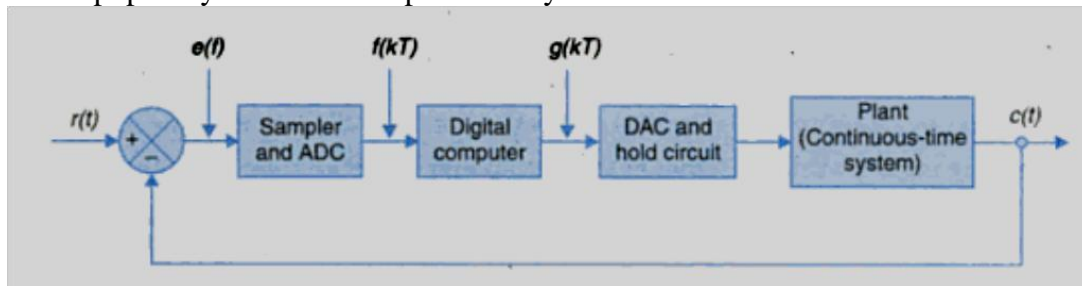 e(f)
f(kT)
g(kT)
r(t)
+
−
Sampler
and ADC
Digital
computer
DAC and
hold circuit
Plant
(Continuous-time
system)
c(t)